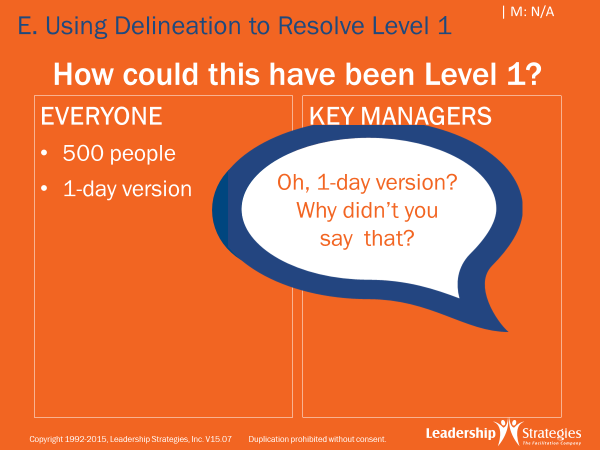 | M: N/A
E. Using Delineation to Resolve Level 1
How could this have been Level 1?
EVERYONE
• 500 people
• 1-day version
KEY MANAGERS
Oh, 1-day version?
Why didn’t you
say that?
Copyright 1992-2015, Leadership Strategies, Inc. V15.07 Duplication prohibited without consent.
Leadership Strategies
The Facilitation Company